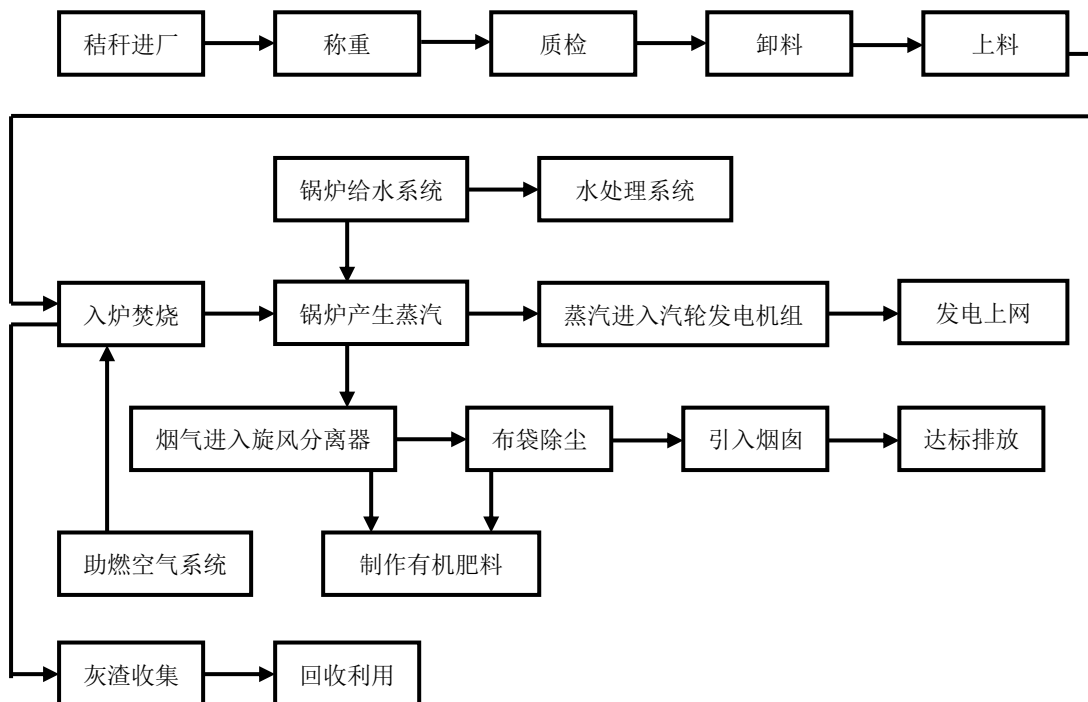 秸秆进厂
称重
质检
卸料
上料
锅炉给水系统
水处理系统
入炉焚烧
锅炉产生蒸汽
蒸汽进入汽轮发电机组
发电上网
烟气进入旋风分离器
布袋除尘
引入烟囱
达标排放
助燃空气系统
制作有机肥料
灰渣收集
回收利用